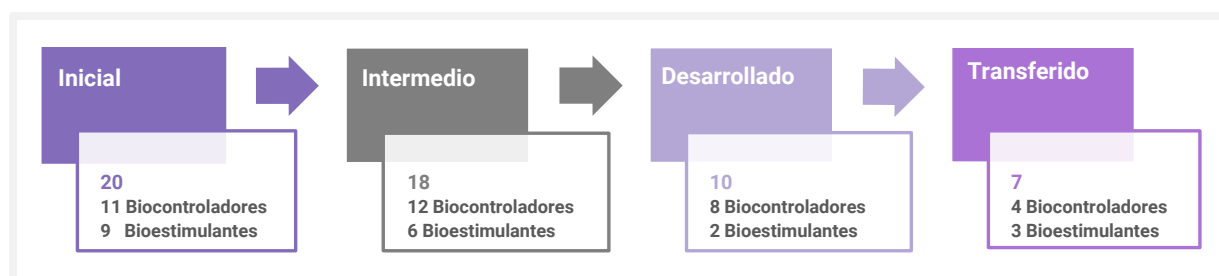 Inicial
20
11 Biocontroladores
9 Bioestimulantes
Intermedio
18
12 Biocontroladores
6 Bioestimulantes
Desarrollado
10
8 Biocontroladores
2 Bioestimulantes
Transferido
7
4 Biocontroladores
3 Bioestimulantes